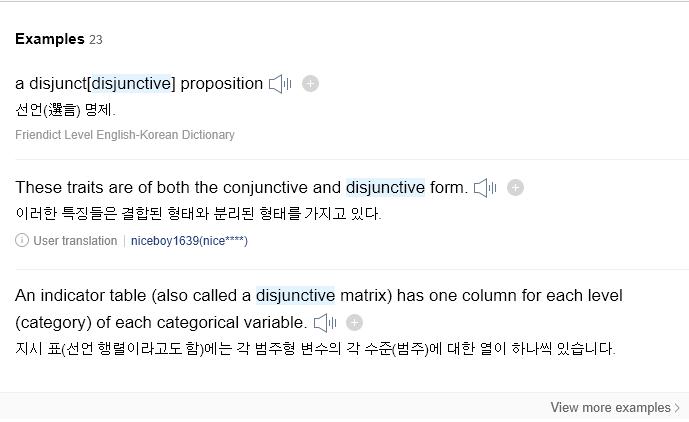 Examples 23
a disjunct[disjunctive] proposition
선언(選言) 명제.
Friendict Level English-Korean Dictionary
These traits are of both the conjunctive and disjunctive form.
이러한 특징들은 결합된 형태와 분리된 형태를 가지고 있다.
User translation | niceboy1639(nice****)
An indicator table (also called a disjunctive matrix) has one column for each level
(category) of each categorical variable.
지시 표(선언 행렬이라고도 함)에는 각 범주형 변수의 각 수준(범주)에 대한 열이 하나씩 있습니다.
View more examples